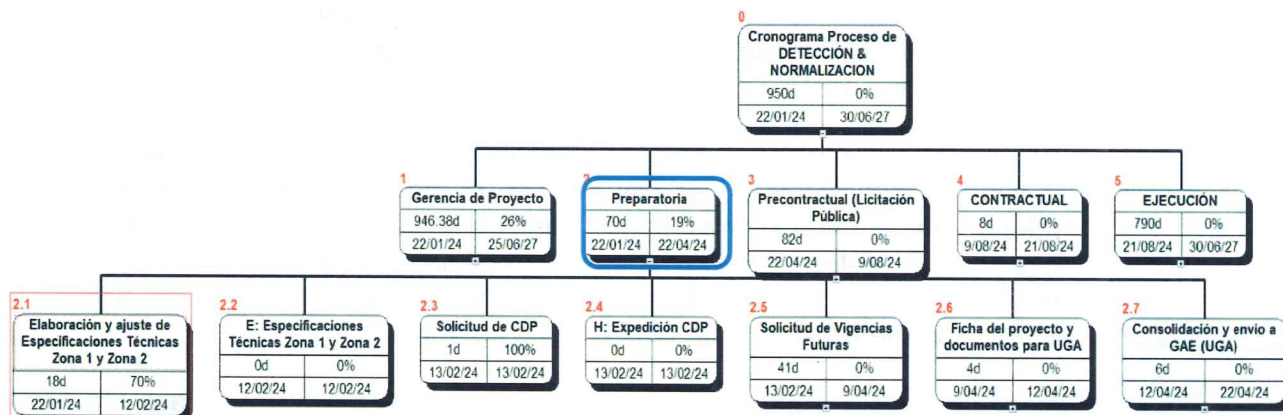 0
Cronograma Proceso de
DETECCIÓN &
NORMALIZACION
950d 0%
22/01/24 30/06/27
1
Gerencia de Proyecto
946.38d 26%
22/01/24 25/06/27
2
Preparatoria
70d 19%
22/01/24 22/04/24
3
Precontractual (Licitación
Pública)
82d 0%
22/04/24 9/08/24
4
CONTRACTUAL
8d 0%
9/08/24 21/08/24
5
EJECUCIÓN
790d 0%
21/08/24 30/06/27
2.1
Elaboración y ajuste de
Especificaciones Técnicas
Zona 1 y Zona 2
18d 70%
22/01/24 12/02/24
2.2
E: Especificaciones
Técnicas Zona 1 y Zona 2
0d 0%
12/02/24 12/02/24
2.3
Solicitud de CDP
1d 100%
13/02/24 13/02/24
2.4
H: Expedición CDP
0d 0%
13/02/24 13/02/24
2.5
Solicitud de Vigencias
Futuras
41d 0%
13/02/24 9/04/24
2.6
Ficha del proyecto y
documentos para UGA
4d 0%
9/04/24 12/04/24
2.7
Consolidación y envio a
GAE (UGA)
6d 0%
12/04/24 22/04/24